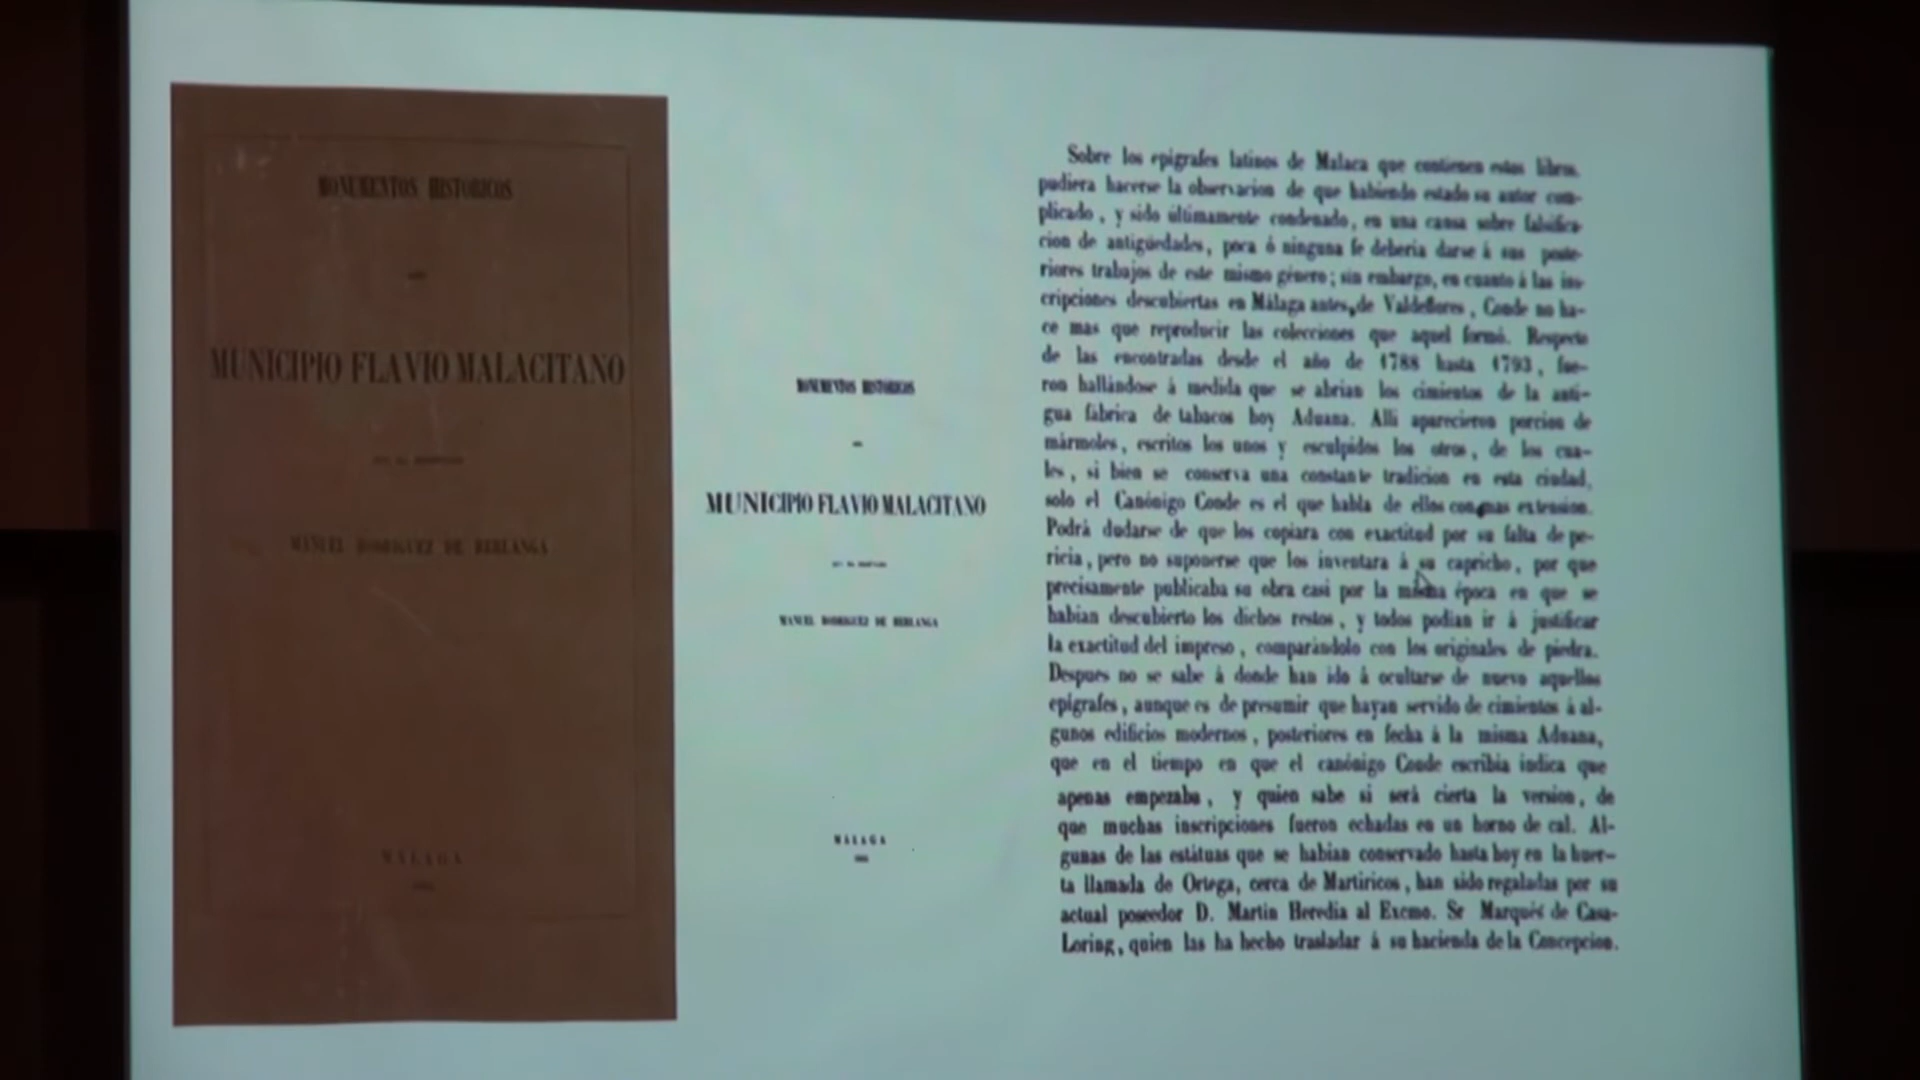 MONUMENTOS HISTORICOS
MUNICIPIO FLAVIO MALACITANO
MANUEL RODRIGUEZ DE BERLANGA
MALAGA
MONUMENTOS HISTORICOS
MUNICIPIO FLAVIO MALACITANO
MANUEL RODRIGUEZ DE BERLANGA
MALAGA
Sobre los epígrafes latinos de Malaca que contienen estos libros,
pudiera hacerse la observacion de que habiendo estado su autor com-
plicado, y sido últimamente condenado, en una causa sobre falsifica-
cion de antigüedades, poca ó ninguna fe deberia darse á sus poste-
riores trabajos de este mismo género; sin embargo, en cuanto á las ins-
cripciones descubiertas en Málaga antes de Valdeflores, Conde no ha-
ce mas que reproducir las colecciones que aquel formó. Respecto
de las encontradas desde el año de 1788 hasta 1793, fue-
ron hallándose á medida que se abrian los cimientos de la anti-
gua fábrica de tabacos hoy Aduana. Alli aparecieron porcion de
mármoles, escritos los unos y esculpidos los otros, de los cua-
les, si bien se conserva una constante tradicion en esta ciudad,
solo el Canónigo Conde es el que habla de ellos con mas extension.
Podrá dudarse de que los copiara con exactitud por su falta de pe-
ricia, pero no suponerse que los inventara á su capricho, por que
precisamente publicaba su obra casi por la misma época en que se
habian descubierto los dichos restos, y todos podian ir á justificar
la exactitud del impreso, comparándolo con los originales de piedra.
Despues no se sabe á donde han ido á ocultarse de nuevo aquellos
epígrafes, aunque es de presumir que hayan servido de cimientos á al-
gunos edificios modernos, posteriores en fecha á la misma Aduana,
que en el tiempo en que el canónigo Conde escribia indica que
apenas empezaba, y quien sabe si será cierta la version, de
que muchas inscripciones fueron echadas en un horno de cal. Al-
gunas de las estátuas que se habian conservado hasta hoy en la huer-
ta llamada de Ortega, cerca de Martiricos, han sido regaladas por su
actual poseedor D. Martin Heredia al Excmo. Sr Marqués de Casa-
Loring, quien las ha hecho trasladar á su hacienda de la Concepcion.